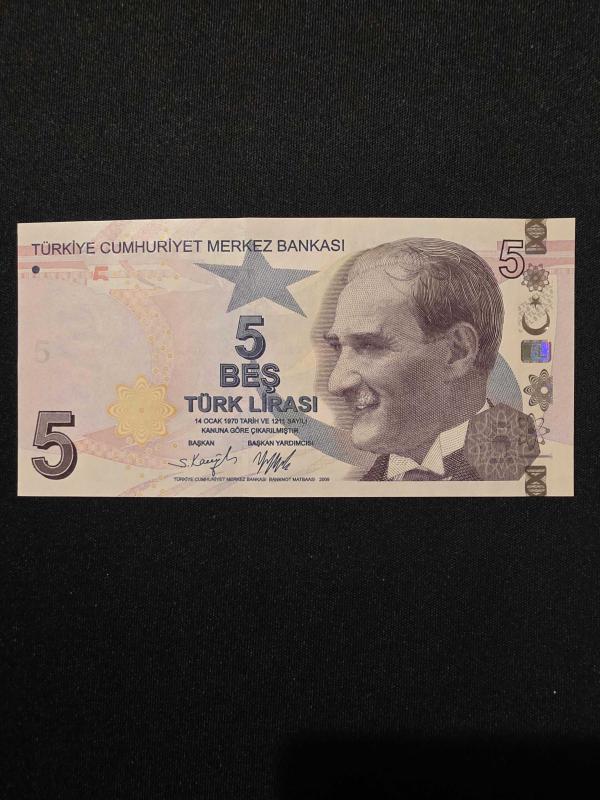 TÜRKİYE CUMHURİYET MERKEZ BANKASI
5
5
BEŞ
TÜRK LİRASI
14 OCAK 1970 TARİH VE 1211 SAYILI
KANUNA GÖRE ÇIKARILMIŞTIR
BAŞKAN BAŞKAN YARDIMCISI
5
TÜRKİYE CUMHURİYET MERKEZ BANKASI BANKNOT MATBAASI 2009
5